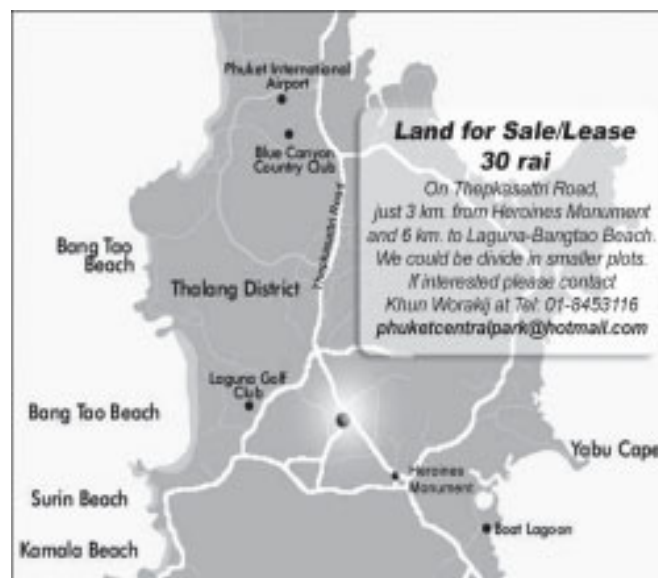 Phuket International
Airport
Blue Canyon
Country Club
Land for Sale/Lease
30 rai
On Thepkasattri Road,
just 3 km. from Heroines Monument
and 6 km. to Laguna-Bangtao Beach.
We could be divide in smaller plots.
If interested please contact
Khun Worakij at Tel: 01-8453116
phuketcentralpark@hotmail.com
Thepkasattri Road
Bang Tao
Beach
Thalang District
Laguna Golf
Club
Bang Tao Beach
Yabu Cape
Heroines
Monument
Surin Beach
Boat Lagoon
Kamala Beach